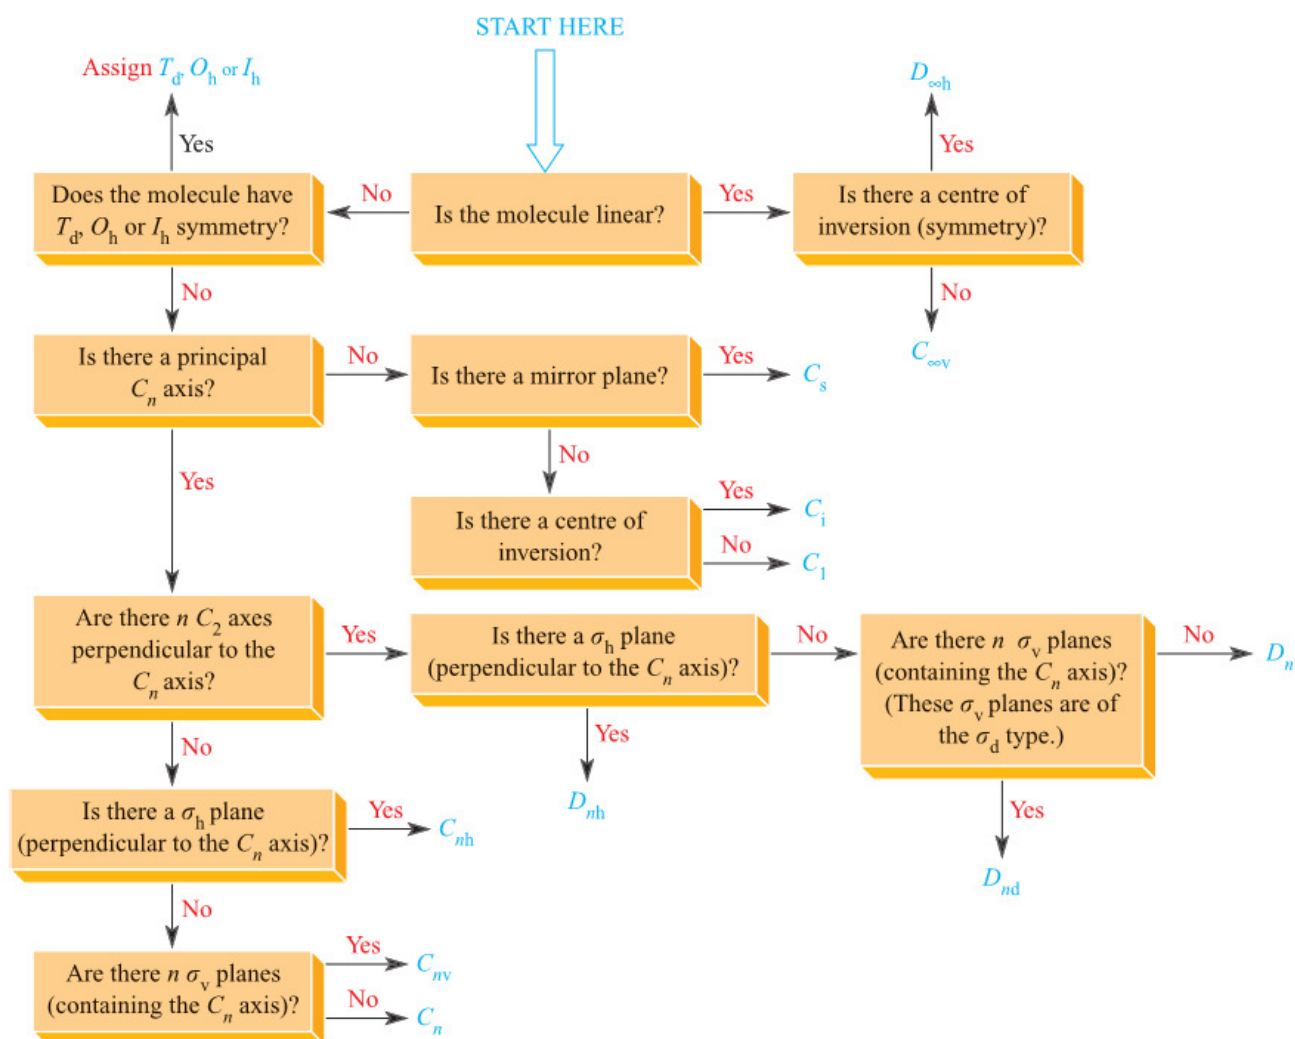 START HERE
Assign T_d, O_h or I_h
D_∞h
Yes
Yes
Does the molecule have
T_d, O_h or I_h symmetry?
No
Is the molecule linear?
Yes
Is there a centre of
inversion (symmetry)?
No
No
C_∞v
Is there a principal
C_n axis?
No
Is there a mirror plane?
Yes
C_s
Yes
No
Is there a centre of
inversion?
Yes
C_i
No
C_1
Are there n C_2 axes
perpendicular to the
C_n axis?
Yes
Is there a σ_h plane
(perpendicular to the C_n axis)?
No
Are there n σ_v planes
(containing the C_n axis)?
(These σ_v planes are of
the σ_d type.)
No
D_n
No
Yes
D_nh
Yes
D_nd
Is there a σ_h plane
(perpendicular to the C_n axis)?
Yes
C_nh
No
Are there n σ_v planes
(containing the C_n axis)?
Yes
C_nv
No
C_n